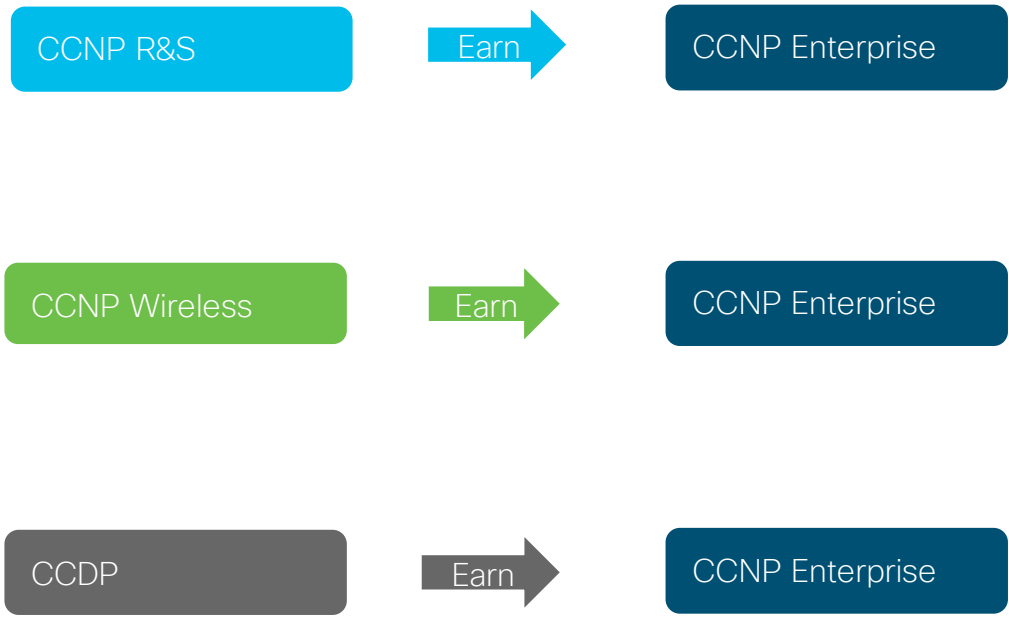 CCNP R&S
Earn
CCNP Enterprise
CCNP Wireless
Earn
CCNP Enterprise
CCDP
Earn
CCNP Enterprise